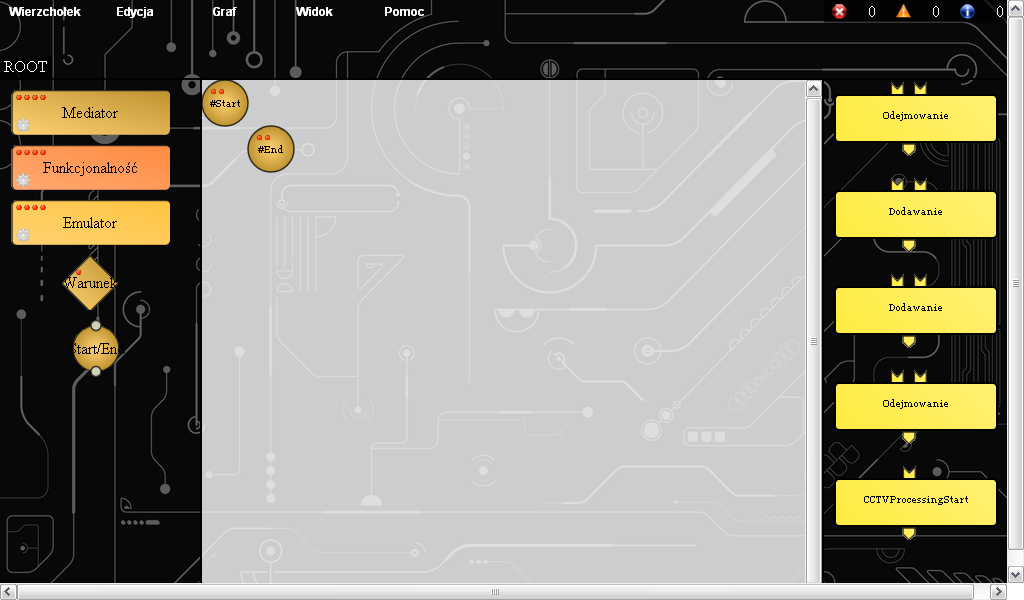 Wierzchołek Edycja Graf Widok Pomoc 0 0 0
ROOT
Mediator
Funkcjonalność
Emulator
Warunek
Start/En
#Start
#End
Odejmowanie
Dodawanie
Dodawanie
Odejmowanie
CCTVProcessingStart